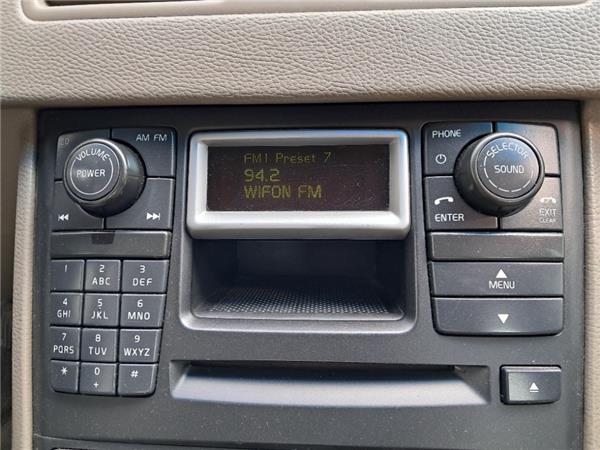 FM1 Preset 7
94.2
WIFON FM
VOLUME
POWER
AM FM
PHONE
ENTER
SELECTOR
SOUND
EXIT
CLEAR
MENU
1
2
ABC
3
DEF
4
GHI
5
JKL
6
MNO
7
PQRS
8
TUV
9
WXYZ
*
0
+
#